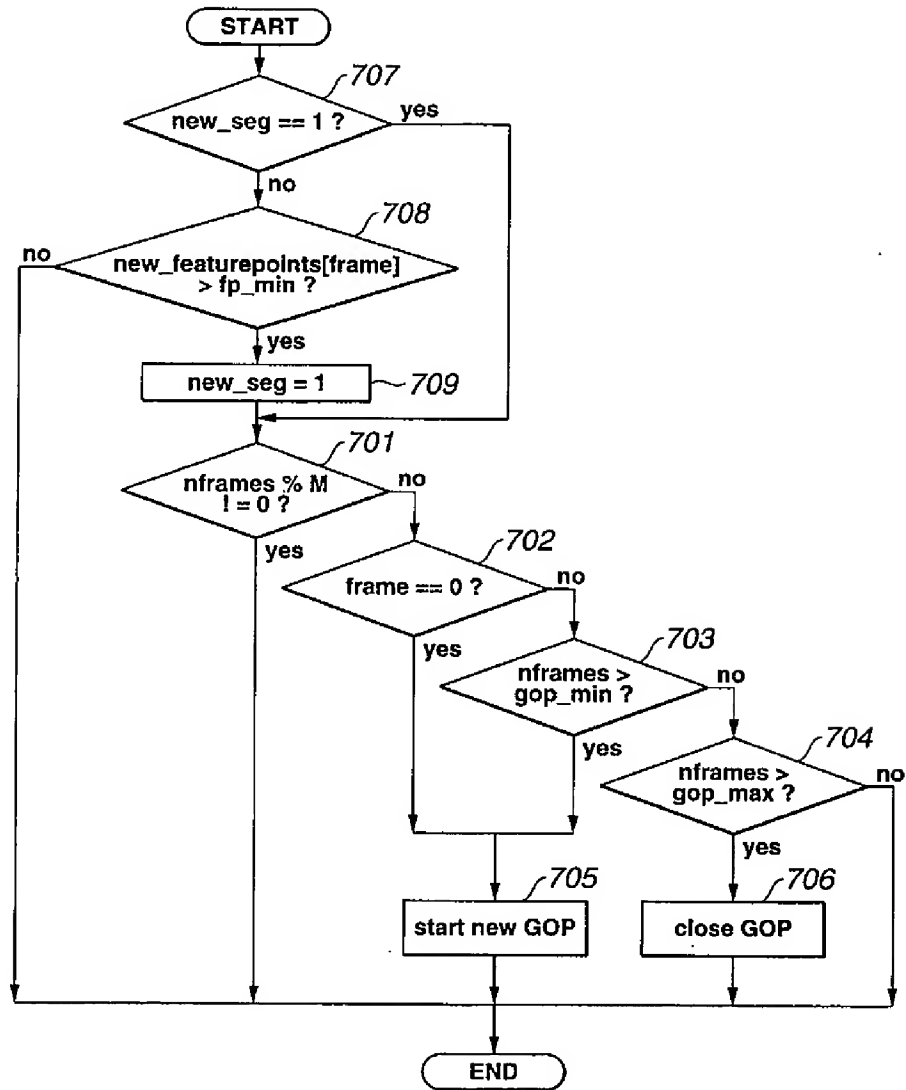 START
707
new_seg == 1 ?
yes
no
708
no
new_featurepoints[frame]
> fp_min ?
yes
new_seg = 1
709
701
nframes % M
! = 0 ?
no
yes
702
frame == 0 ?
no
yes
703
nframes >
gop_min ?
no
yes
704
nframes >
gop_max ?
no
yes
705
start new GOP
706
close GOP
END